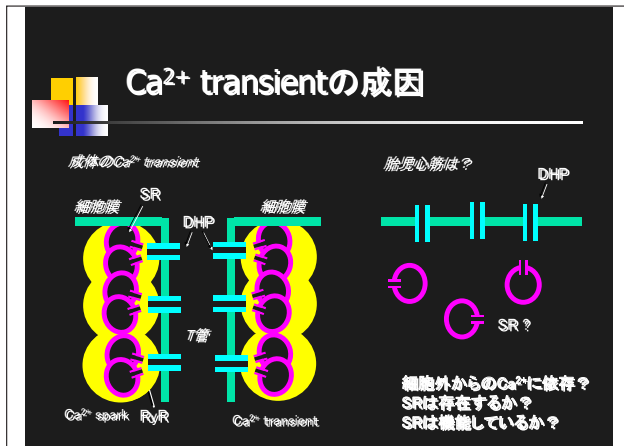 Ca²⁺ transientの成因
成体のCa²⁺ transient
胎児心筋は？
SR
DHP
細胞膜
細胞膜
DHP
T管
SR？
Ca²⁺ spark
RyR
Ca²⁺ transient
細胞外からのCa²⁺に依存？
SRは存在するか？
SRは機能しているか？